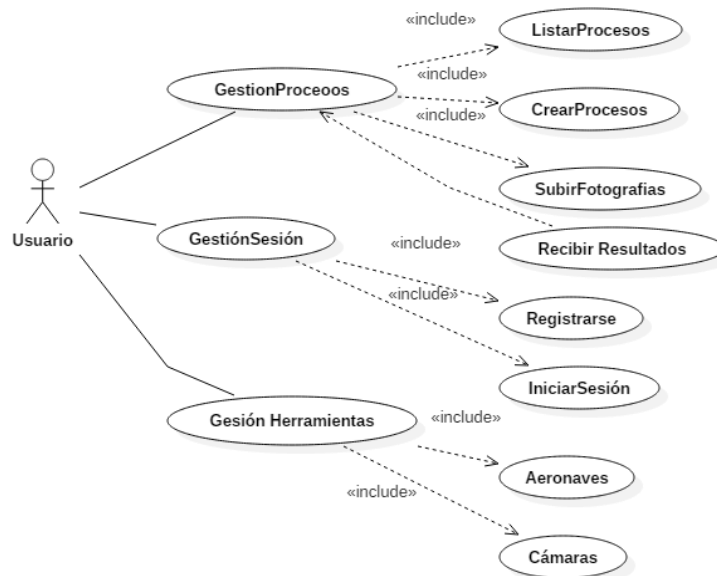 «include»
ListarProcesos
«include»
GestionProceoos
«include»
CrearProcesos
SubirFotografias
Usuario
GestiónSesión
«include»
Recibir Resultados
«include»
Registrarse
IniciarSesión
Gesión Herramientas
«include»
Aeronaves
«include»
Cámaras